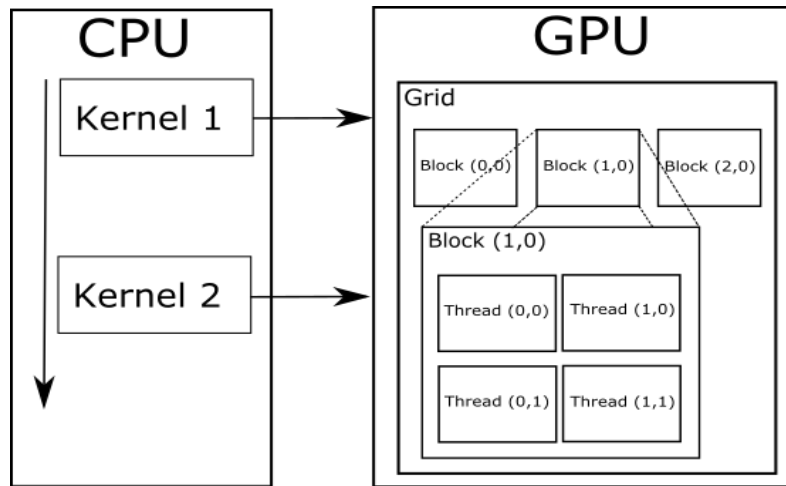 CPU
Kernel 1
Kernel 2
GPU
Grid
Block (0,0)
Block (1,0)
Block (2,0)
Block (1,0)
Thread (0,0)
Thread (1,0)
Thread (0,1)
Thread (1,1)